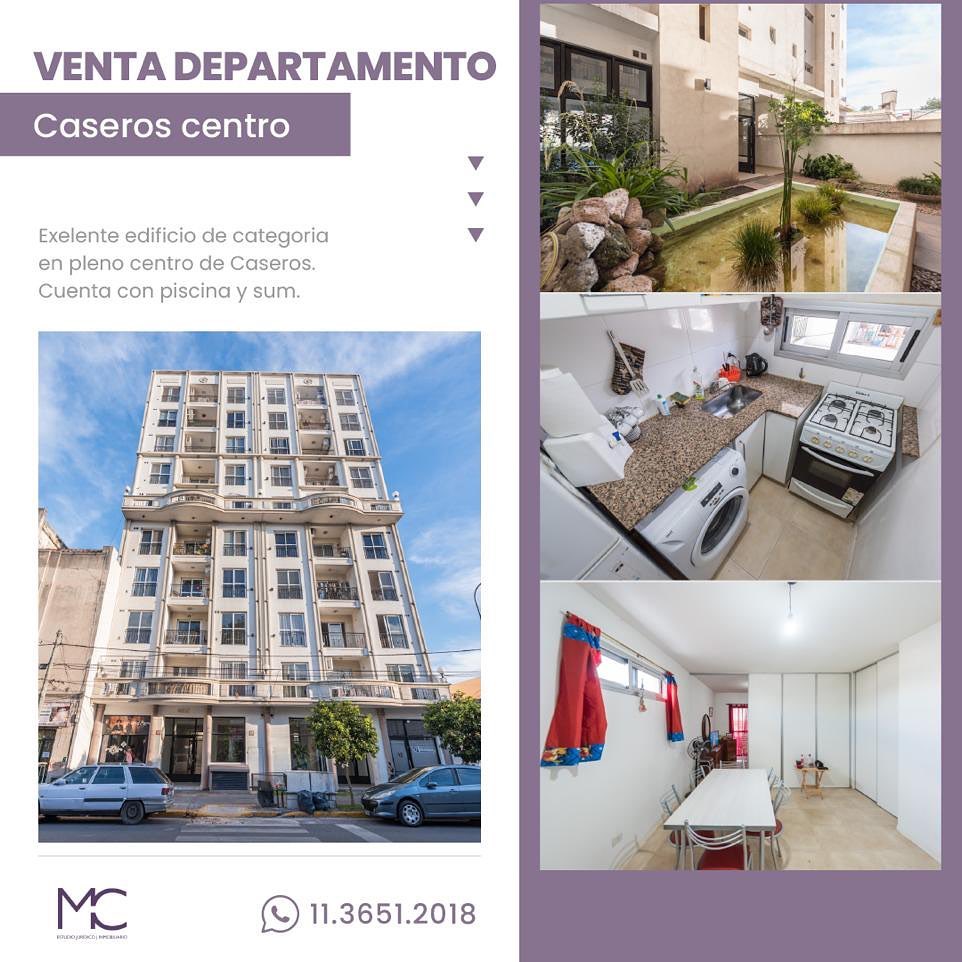 VENTA DEPARTAMENTO
Caseros centro
Exelente edificio de categoria
en pleno centro de Caseros.
Cuenta con piscina y sum.
MC
ESTUDIO JURÍDICO | INMOBILIARIO
11.3651.2018